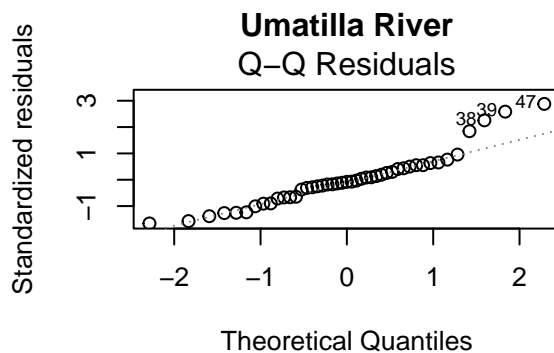 Umatilla River
Q−Q Residuals
Standardized residuals
3
1
−1
38
39
47
−2
−1
0
1
2
Theoretical Quantiles